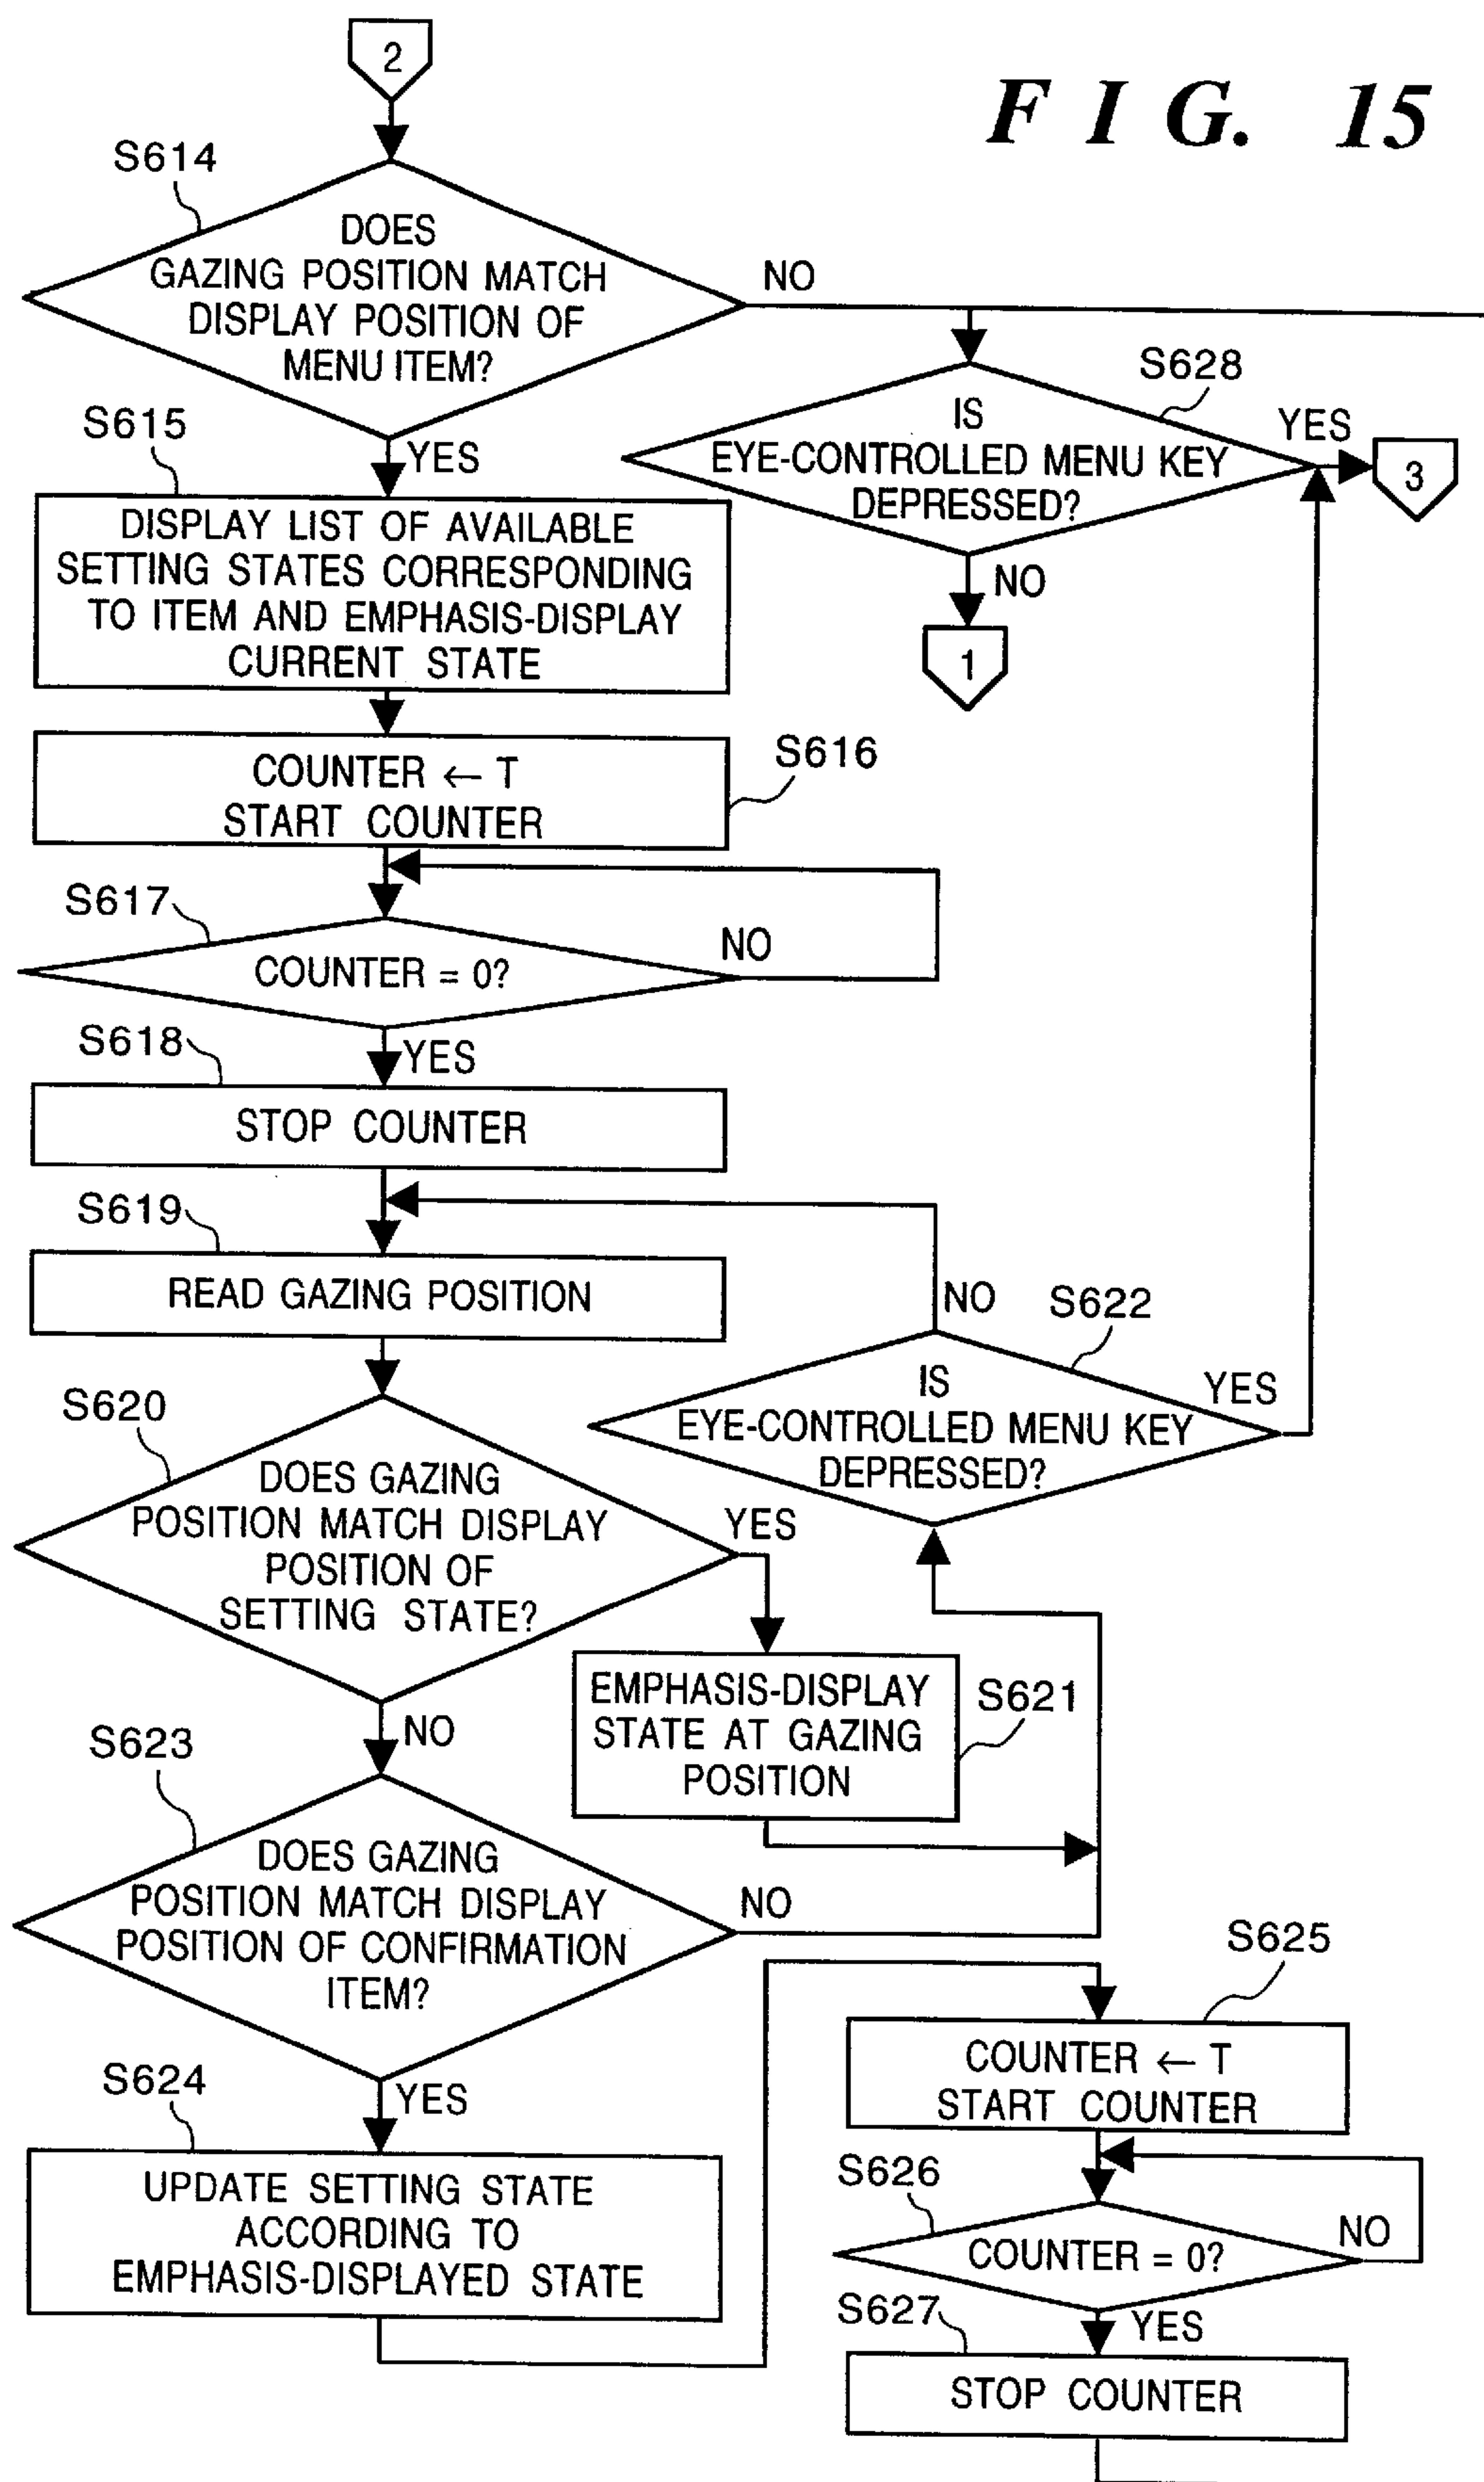 2
FIG. 15
S614
DOES
GAZING POSITION MATCH
DISPLAY POSITION OF
MENU ITEM?
NO
YES
S628
IS
EYE-CONTROLLED MENU KEY
DEPRESSED?
YES
3
NO
1
S615
DISPLAY LIST OF AVAILABLE
SETTING STATES CORRESPONDING
TO ITEM AND EMPHASIS-DISPLAY
CURRENT STATE
S616
COUNTER ← T
START COUNTER
S617
COUNTER = 0?
NO
YES
S618
STOP COUNTER
S619
READ GAZING POSITION
S622
IS
EYE-CONTROLLED MENU KEY
DEPRESSED?
NO
YES
S620
DOES GAZING
POSITION MATCH DISPLAY
POSITION OF
SETTING STATE?
YES
NO
S621
EMPHASIS-DISPLAY
STATE AT GAZING
POSITION
S623
DOES GAZING
POSITION MATCH DISPLAY
POSITION OF CONFIRMATION
ITEM?
NO
YES
S624
UPDATE SETTING STATE
ACCORDING TO
EMPHASIS-DISPLAYED STATE
S625
COUNTER ← T
START COUNTER
S626
COUNTER = 0?
NO
YES
S627
STOP COUNTER